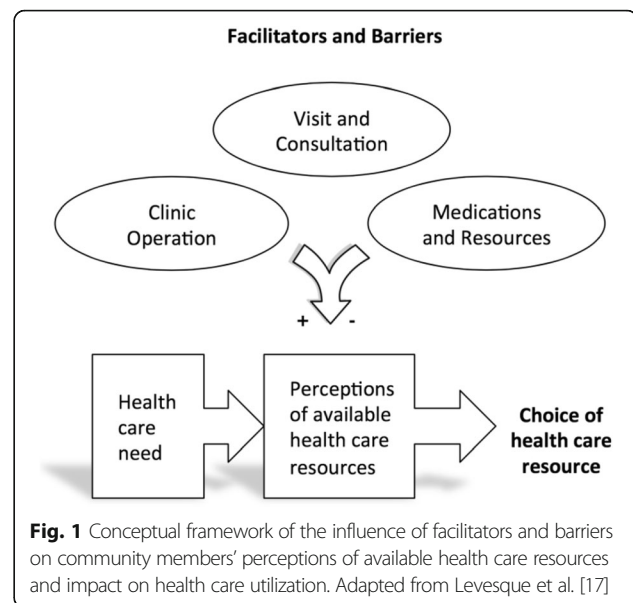 Facilitators and Barriers
Visit and
Consultation
Clinic
Operation
Medications
and Resources
+ -
Health
care
need
Perceptions
of available
health care
resources
Choice of
health care
resource
Fig. 1 Conceptual framework of the influence of facilitators and barriers
on community members’ perceptions of available health care resources
and impact on health care utilization. Adapted from Levesque et al. [17]